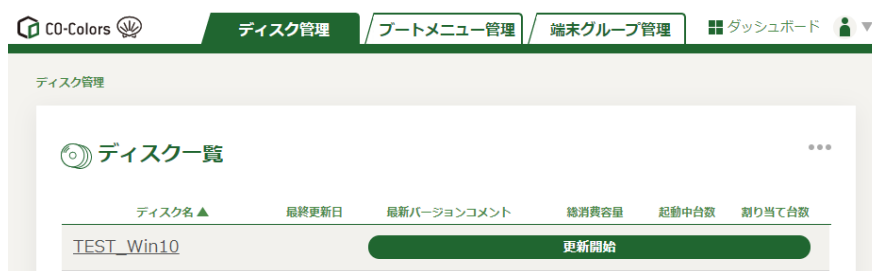 CO-Colors ディスク管理 ブートメニュー管理 端末グループ管理 ダッシュボード ▼
ディスク管理
ディスク一覧
ディスク名▲ 最終更新日 最新バージョンコメント 総消費容量 起動中台数 割り当て台数
TEST_Win10 更新開始